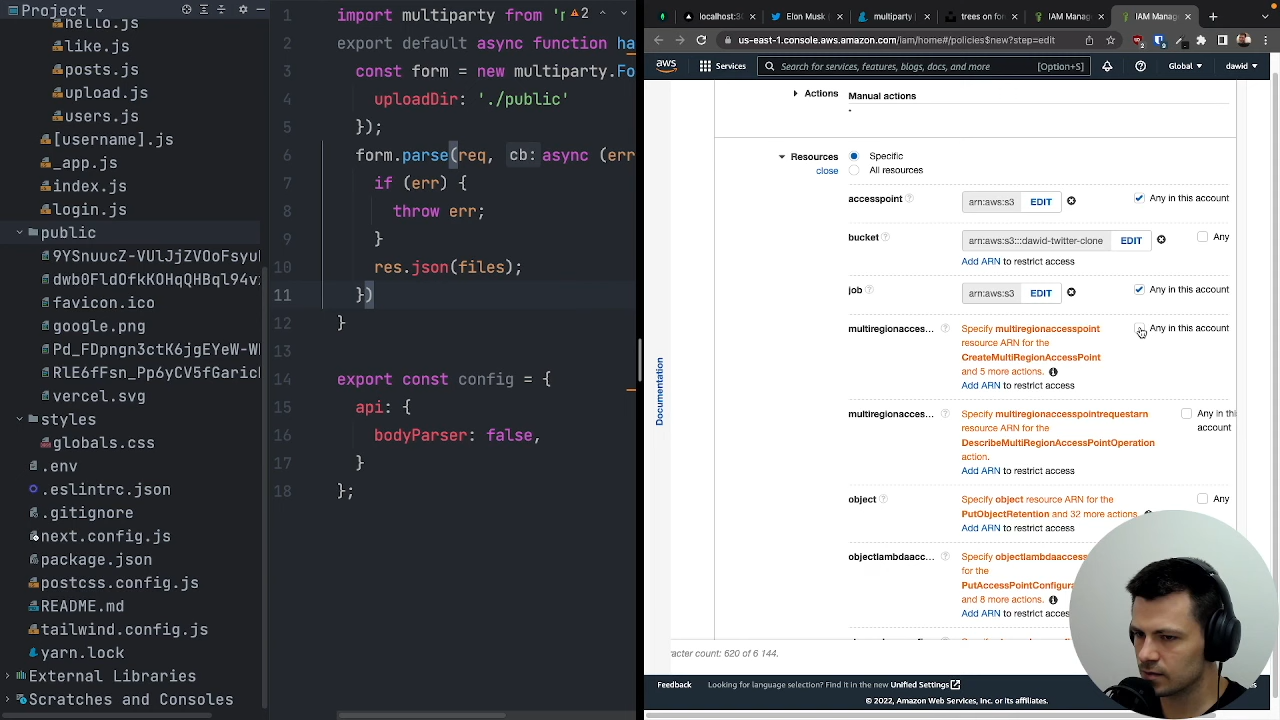 Project
hello.js
like.js
posts.js
upload.js
users.js
[username].js
_app.js
index.js
login.js
public
favicon.ico
google.png
vercel.svg
styles
globals.css
.env
.eslintrc.json
.gitignore
next.config.js
package.json
postcss.config.js
README.md
tailwind.config.js
yarn.lock
External Libraries
Scratches and Consoles
1 import multiparty from 'r 2
2 export default async function ha
3 const form = new multiparty.Fo
4 uploadDir: './public'
5 });
6 form.parse(req, cb: async (err
7 if (err) {
8 throw err;
9 }
10 res.json(files);
11 })
12 }
13
14 export const config = {
15 api: {
16 bodyParser: false,
17 }
18 };
localhost:3
Elon Musk
multiparty
trees on for
IAM Manag
IAM Manag
us-east-1.console.aws.amazon.com/iam/home#/policies$new?step=edit
aws Services Search for services, features, blogs, docs, and more [Option+S] Global dawid
Documentation
Actions Manual actions
Resources Specific
close All resources
accesspoint arn:aws:s3 EDIT Any in this account
bucket arn:aws:s3:::dawid-twitter-clone EDIT Any
Add ARN to restrict access
job arn:aws:s3 EDIT Any in this account
multiregionacces... Specify multiregionaccesspoint Any in this account
resource ARN for the
CreateMultiRegionAccessPoint
and 5 more actions.
Add ARN to restrict access
multiregionacces... Specify multiregionaccesspointrequestarn Any in thi
resource ARN for the account
DescribeMultiRegionAccessPointOperation
action.
Add ARN to restrict access
object Specify object resource ARN for the Any
PutObjectRetention and 32 more actions.
Add ARN to restrict access
objectlambdaacc... Specify objectlambdaaccess
for the
PutAccessPointConfigura
and 8 more actions.
Add ARN to restrict acces
racter count: 620 of 6 144.
Feedback Looking for language selection? Find it in the new Unified Settings
© 2022, Amazon Web Services, Inc. or its affiliates.